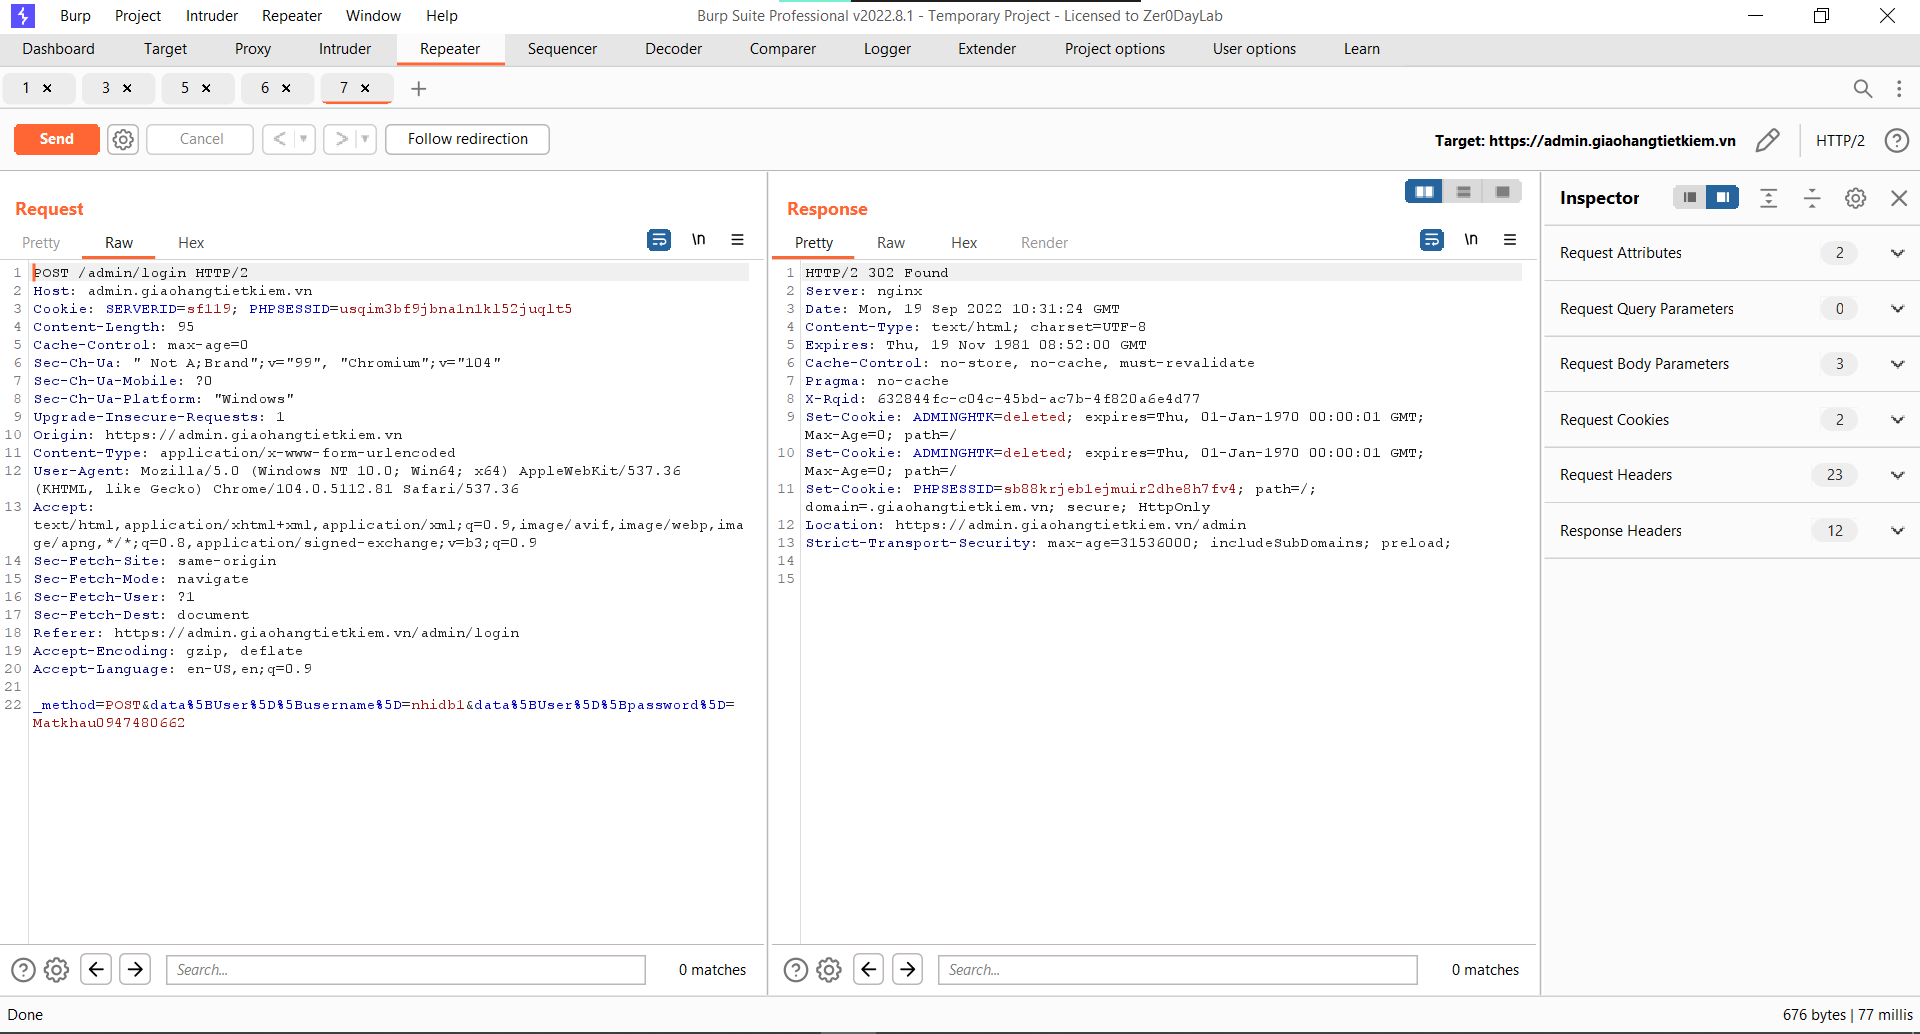 Burp Project Intruder Repeater Window Help
Burp Suite Professional v2022.8.1 - Temporary Project - Licensed to Zer0DayLab
Dashboard Target Proxy Intruder Repeater Sequencer Decoder Comparer Logger Extender Project options User options Learn
1 × 3 × 5 × 6 × 7 × +
Send Cancel < > Follow redirection
Target: https://admin.giaohangtietkiem.vn HTTP/2 ?
Request
Pretty Raw Hex \n
1 POST /admin/login HTTP/2
2 Host: admin.giaohangtietkiem.vn
3 Cookie: SERVERID=sf119; PHPSESSID=usqim3bf9jbna1n1kl52juqlt5
4 Content-Length: 95
5 Cache-Control: max-age=0
6 Sec-Ch-Ua: " Not A;Brand";v="99", "Chromium";v="104"
7 Sec-Ch-Ua-Mobile: ?0
8 Sec-Ch-Ua-Platform: "Windows"
9 Upgrade-Insecure-Requests: 1
10 Origin: https://admin.giaohangtietkiem.vn
11 Content-Type: application/x-www-form-urlencoded
12 User-Agent: Mozilla/5.0 (Windows NT 10.0; Win64; x64) AppleWebKit/537.36
(KHTML, like Gecko) Chrome/104.0.5112.81 Safari/537.36
13 Accept:
text/html,application/xhtml+xml,application/xml;q=0.9,image/avif,image/webp,ima
ge/apng,*/*;q=0.8,application/signed-exchange;v=b3;q=0.9
14 Sec-Fetch-Site: same-origin
15 Sec-Fetch-Mode: navigate
16 Sec-Fetch-User: ?1
17 Sec-Fetch-Dest: document
18 Referer: https://admin.giaohangtietkiem.vn/admin/login
19 Accept-Encoding: gzip, deflate
20 Accept-Language: en-US,en;q=0.9
21
22 _method=POST&data%5BUser%5D%5Busername%5D=nhidb1&data%5BUser%5D%5Bpassword%5D=
Matkhau0947480662
? Search... 0 matches
Response
Pretty Raw Hex Render \n
1 HTTP/2 302 Found
2 Server: nginx
3 Date: Mon, 19 Sep 2022 10:31:24 GMT
4 Content-Type: text/html; charset=UTF-8
5 Expires: Thu, 19 Nov 1981 08:52:00 GMT
6 Cache-Control: no-store, no-cache, must-revalidate
7 Pragma: no-cache
8 X-Rqid: 632844fc-c04c-45bd-ac7b-4f820a6e4d77
9 Set-Cookie: ADMINGHTK=deleted; expires=Thu, 01-Jan-1970 00:00:01 GMT;
Max-Age=0; path=/
10 Set-Cookie: ADMINGHTK=deleted; expires=Thu, 01-Jan-1970 00:00:01 GMT;
Max-Age=0; path=/
11 Set-Cookie: PHPSESSID=sb88krjeb1ejmuir2dhe8h7fv4; path=/;
domain=.giaohangtietkiem.vn; secure; HttpOnly
12 Location: https://admin.giaohangtietkiem.vn/admin
13 Strict-Transport-Security: max-age=31536000; includeSubDomains; preload;
14
15
? Search... 0 matches
Inspector
Request Attributes 2
Request Query Parameters 0
Request Body Parameters 3
Request Cookies 2
Request Headers 23
Response Headers 12
Done
676 bytes | 77 millis